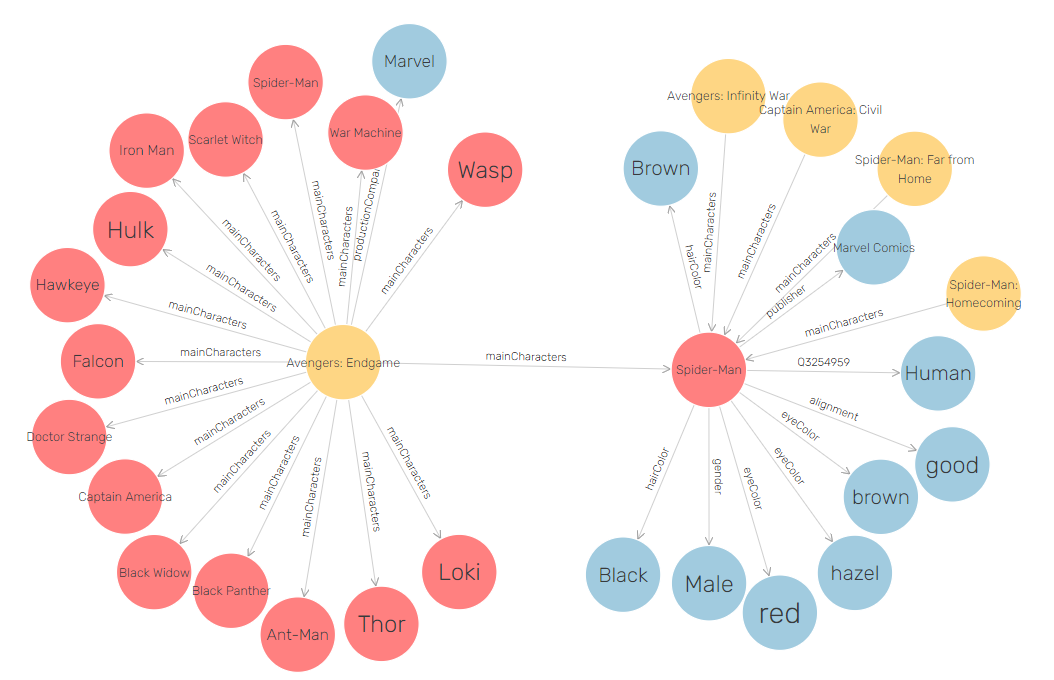 Marvel
Spider-Man
War Machine
Scarlet Witch
Iron Man
Wasp
Hulk
Hawkeye
Falcon
Doctor Strange
Captain America
Black Widow
Black Panther
Ant-Man
Thor
Loki
Avengers: Endgame
mainCharacters
mainCharacters
mainCharacters
mainCharacters
productionCompa
mainCharacters
mainCharacters
mainCharacters
mainCharacters
mainCharacters
mainCharacters
mainCharacters
mainCharacters
mainCharacters
mainCharacters
mainCharacters
mainCharacters
Avengers: Infinity War
Captain America: Civil
War
Spider-Man: Far from
Home
Brown
Marvel Comics
Spider-Man:
Homecoming
hairColor
mainCharacters
mainCharacters
mainCharacters
publisher
mainCharacters
Spider-Man
Q3254959
Human
alignment
good
eyeColor
brown
eyeColor
hazel
eyeColor
red
gender
Male
hairColor
Black